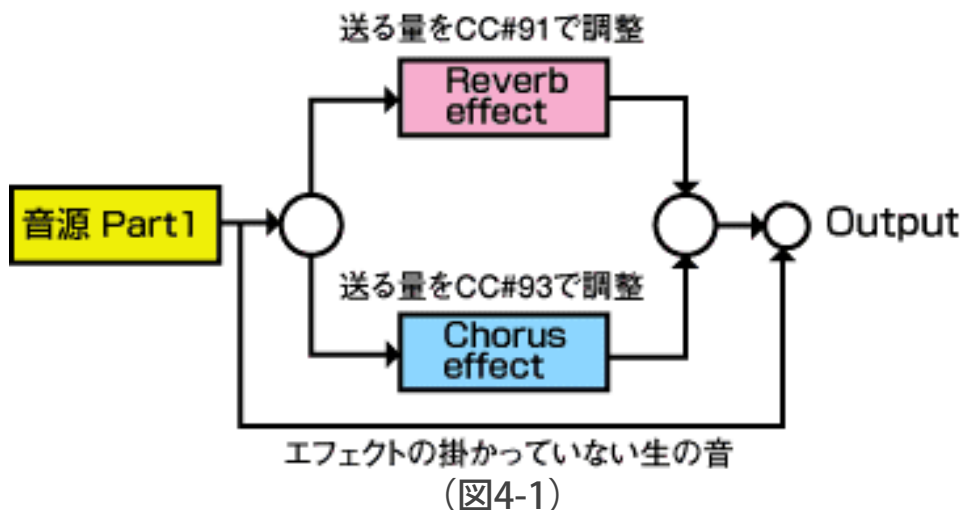 送る量をCC#91で調整
Reverb
effect
音源 Part1
Output
送る量をCC#93で調整
Chorus
effect
エフェクトの掛かっていない生の音
（図4-1）